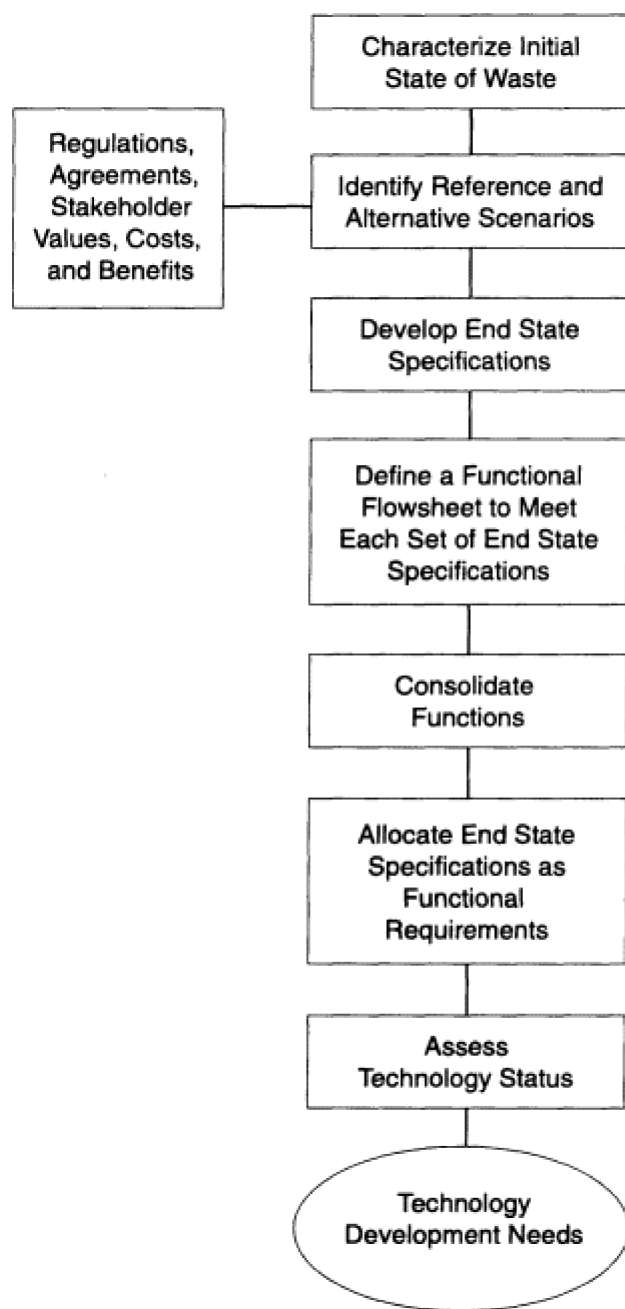 Characterize Initial
State of Waste
Regulations,
Agreements,
Stakeholder
Values, Costs,
and Benefits
Identify Reference and
Alternative Scenarios
Develop End State
Specifications
Define a Functional
Flowsheet to Meet
Each Set of End State
Specifications
Consolidate
Functions
Allocate End State
Specifications as
Functional
Requirements
Assess
Technology Status
Technology
Development Needs